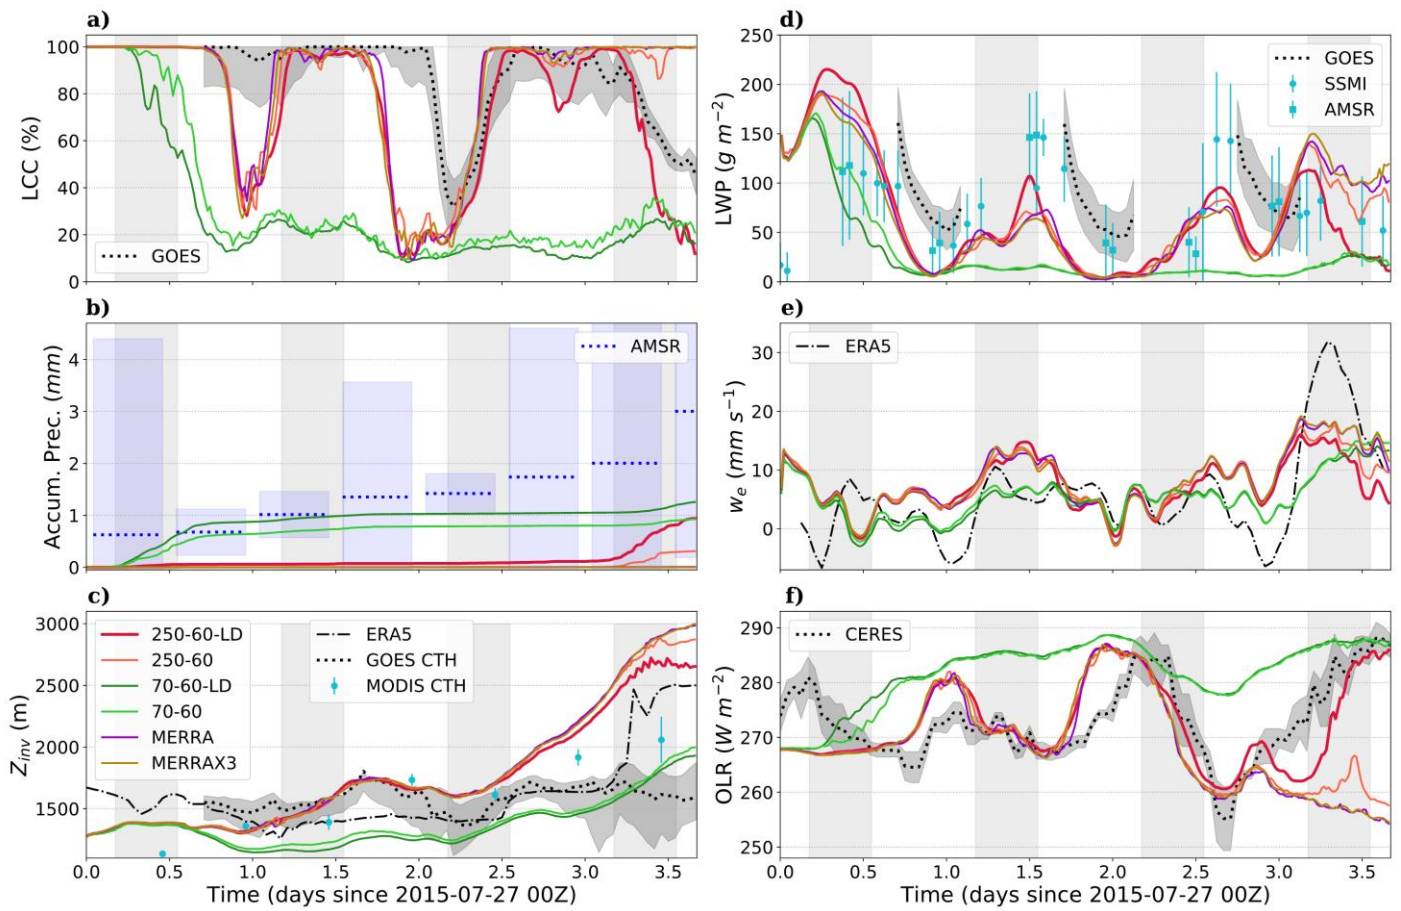 a)
LCC (%)
100
80
60
40
20
0
GOES
b)
Accum. Prec. (mm)
4
3
2
1
0
AMSR
c)
Z_inv (m)
3000
2500
2000
1500
250-60-LD
250-60
70-60-LD
70-60
MERRA
MERRAX3
ERA5
GOES CTH
MODIS CTH
0.0 0.5 1.0 1.5 2.0 2.5 3.0 3.5
Time (days since 2015-07-27 00Z)
d)
LWP (g m⁻²)
250
200
150
100
50
0
GOES
SSMI
AMSR
e)
w_e (mm s⁻¹)
30
20
10
0
ERA5
f)
OLR (W m⁻²)
290
280
270
260
250
CERES
0.0 0.5 1.0 1.5 2.0 2.5 3.0 3.5
Time (days since 2015-07-27 00Z)